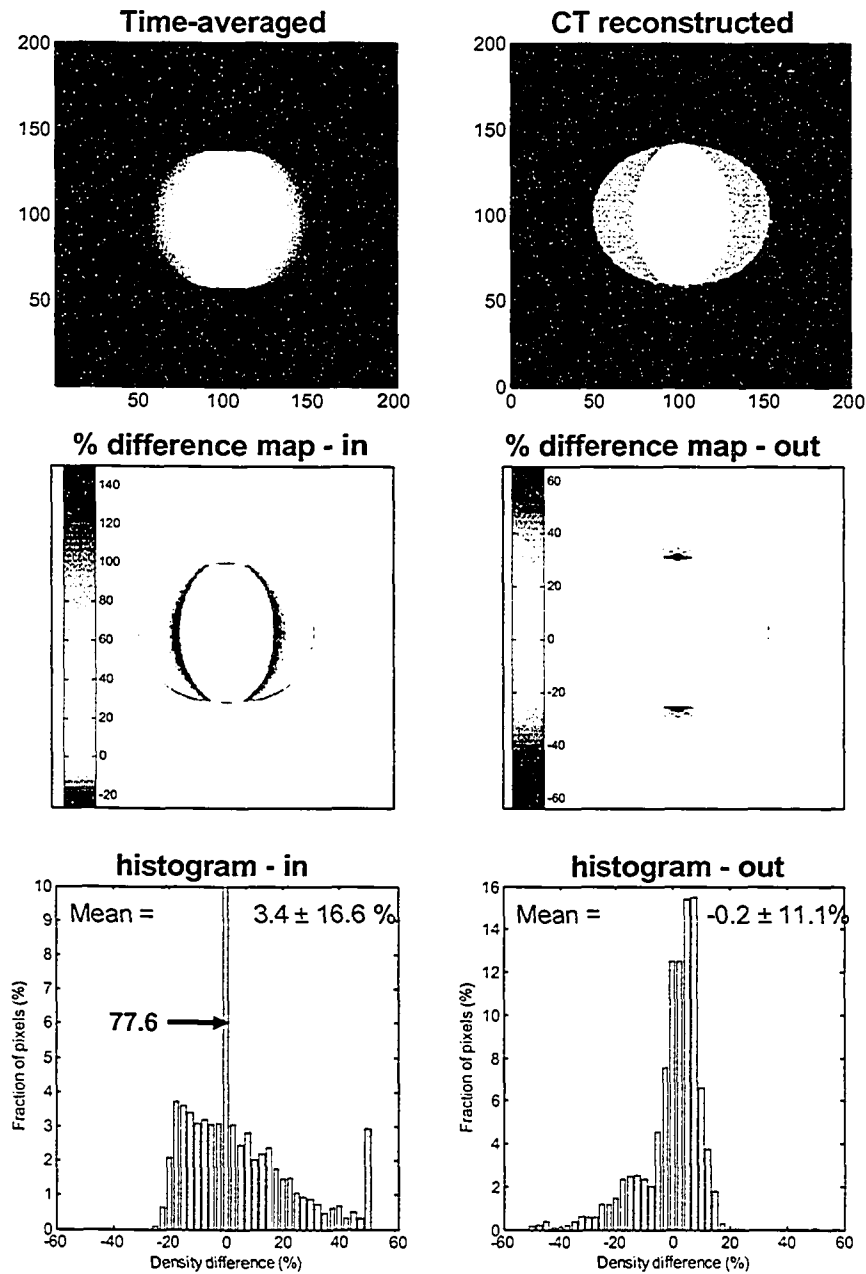 Time-averaged
CT reconstructed
200
150
100
50
50 100 150 200
200
150
100
50
0
0 50 100 150 200
% difference map - in
% difference map - out
140
120
100
80
60
40
20
0
-20
60
40
20
0
-20
-40
-60
histogram - in
histogram - out
10
9
8
7
6
5
4
3
2
1
0
Fraction of pixels (%)
Mean = 3.4 ± 16.6 %
77.6
-60 -40 -20 0 20 40 60
Density difference (%)
16
14
12
10
8
6
4
2
0
Fraction of pixels (%)
Mean = -0.2 ± 11.1%
-60 -40 -20 0 20 40 60
Density difference (%)